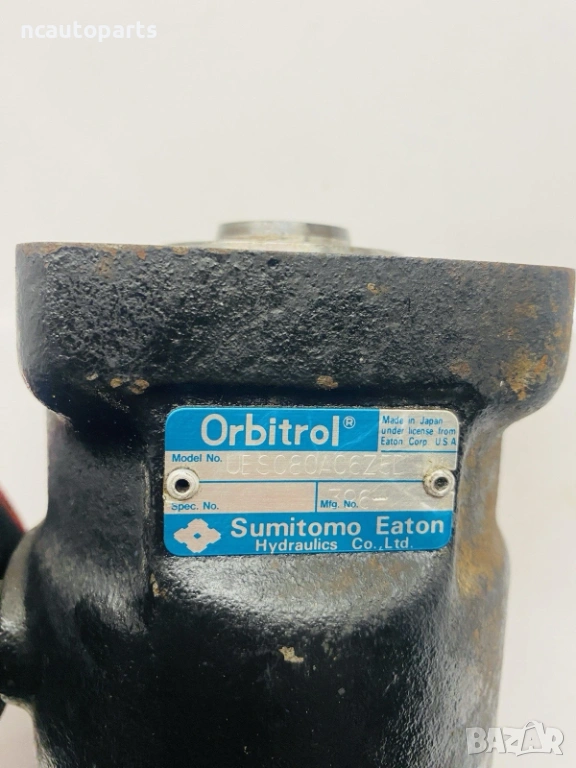 ncautoparts
Orbitrol®
Made in Japan
under license from
Eaton Corp. U.S.A
Model No.
Spec. No.
Mfg. No.
Sumitomo Eaton
Hydraulics Co.,Ltd.
BAZAR